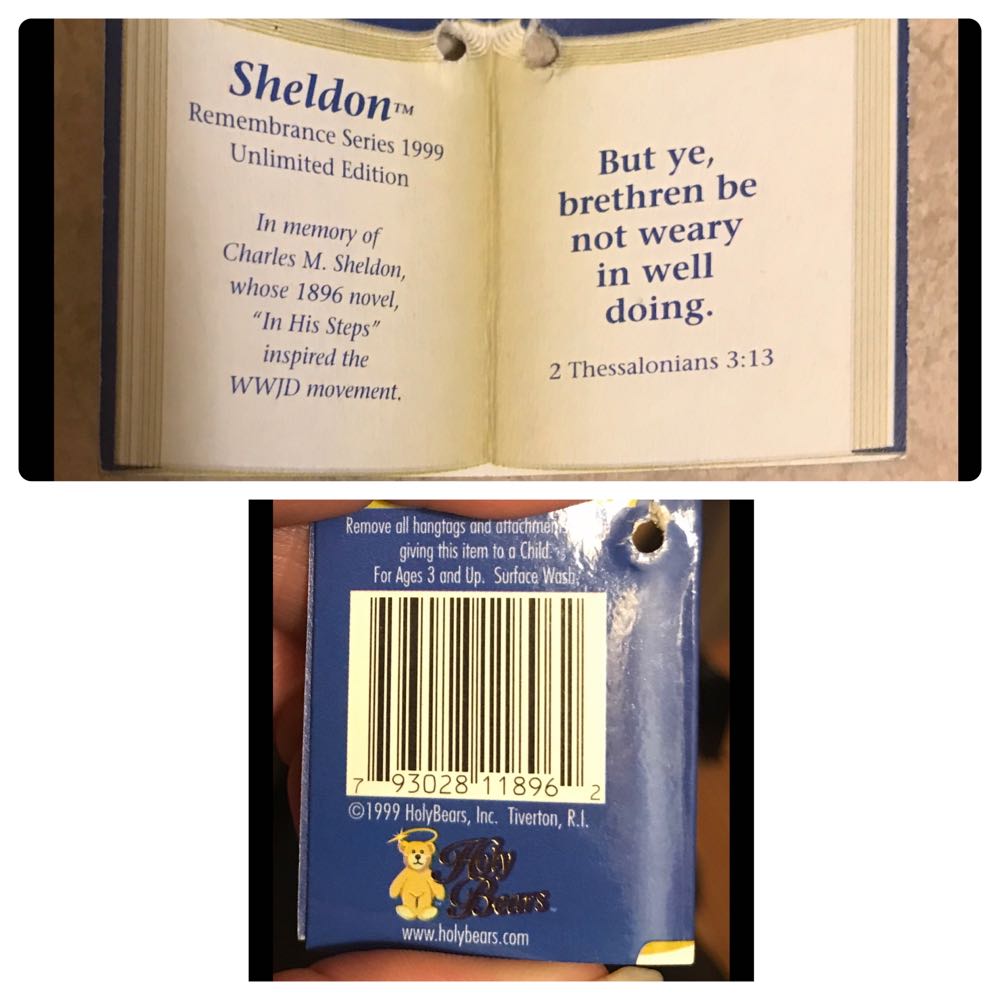 Sheldon™
Remembrance Series 1999
Unlimited Edition
In memory of
Charles M. Sheldon,
whose 1896 novel,
"In His Steps"
inspired the
WWJD movement.
But ye,
brethren be
not weary
in well
doing.
2 Thessalonians 3:13
Remove all hangtags and
giving this item to a Child.
For Ages 3 and Up. Surface Wash.
7 93028 11896 2
©1999 HolyBears, Inc. Tiverton, R.I.
Holy
Bears™
www.holybears.com